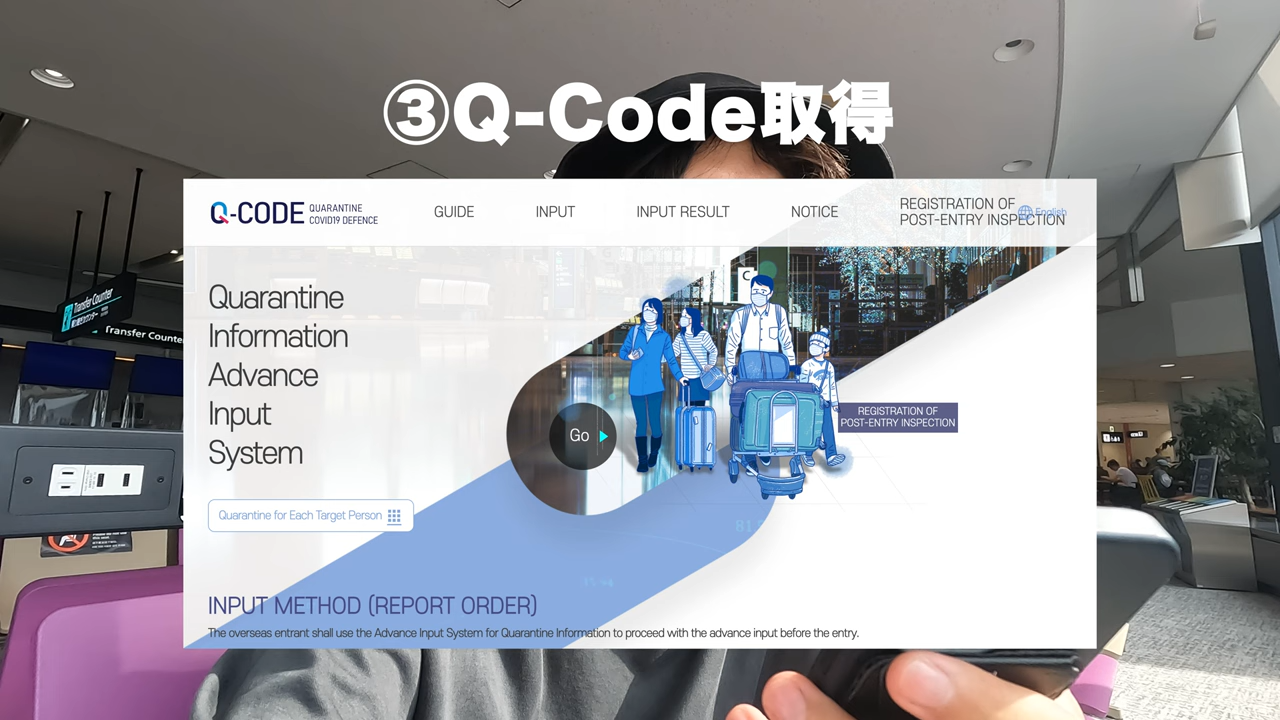 ③Q-Code取得
Q-CODE QUARANTINE COVID19 DEFENCE
GUIDE
INPUT
INPUT RESULT
NOTICE
REGISTRATION OF
POST-ENTRY INSPECTION
English
Quarantine
Information
Advance
Input
System
Go
REGISTRATION OF
POST-ENTRY INSPECTION
Quarantine for Each Target Person
INPUT METHOD (REPORT ORDER)
The overseas entrant shall use the Advance Input System for Quarantine Information to proceed with the advance input before the entry.
Transfer Counter
Transfer Counter